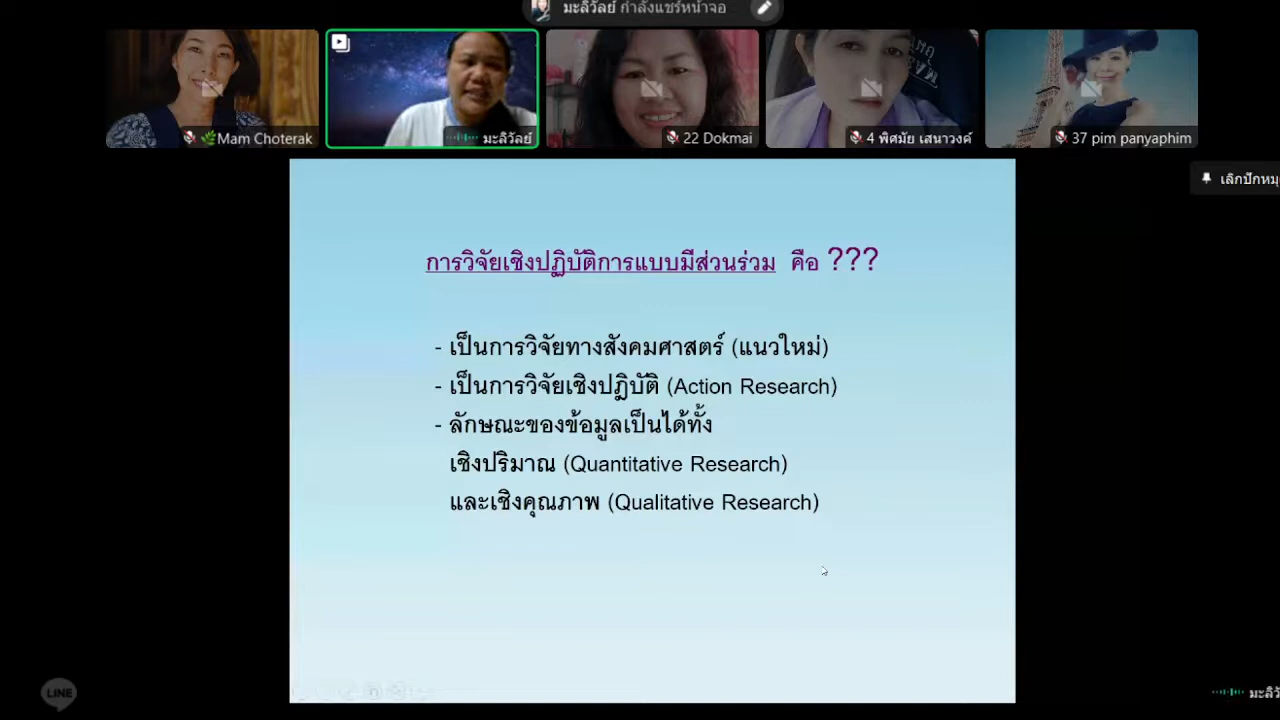 มะลิวัลย์ กำลังแชร์หน้าจอ
🌿Mam Choterak
มะลิวัลย์
22 Dokmai
4 พิศมัย เสนาวงค์
37 pim panyaphim
การวิจัยเชิงปฏิบัติการแบบมีส่วนร่วม คือ ???
- เป็นการวิจัยทางสังคมศาสตร์ (แนวใหม่)
- เป็นการวิจัยเชิงปฎิบัติ (Action Research)
- ลักษณะของข้อมูลเป็นได้ทั้ง
เชิงปริมาณ (Quantitative Research)
และเชิงคุณภาพ (Qualitative Research)
LINE